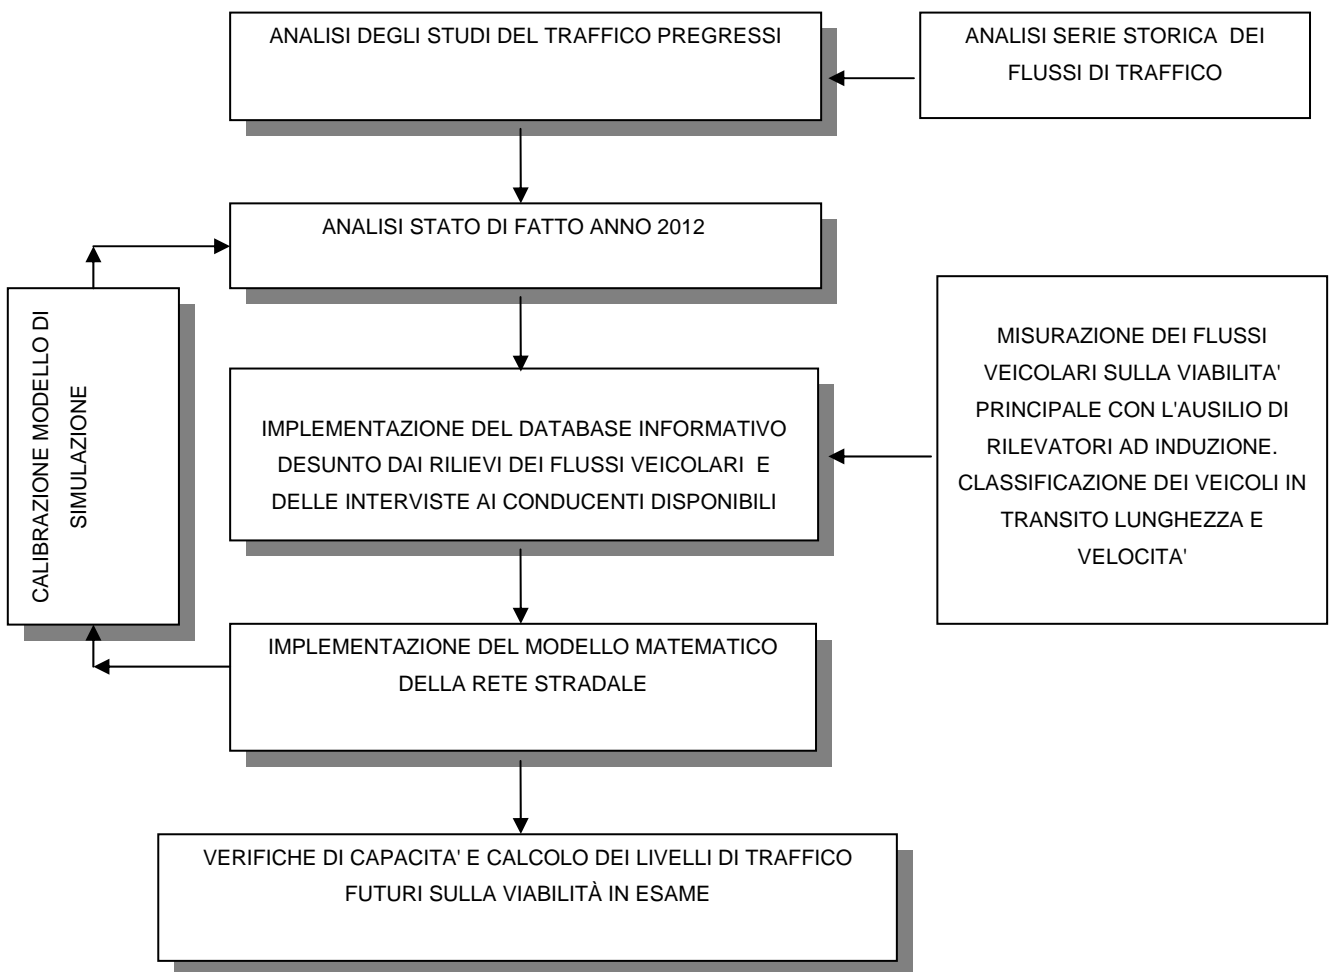 ANALISI DEGLI STUDI DEL TRAFFICO PREGRESSI
ANALISI SERIE STORICA DEI
FLUSSI DI TRAFFICO
ANALISI STATO DI FATTO ANNO 2012
CALIBRAZIONE MODELLO DI
SIMULAZIONE
IMPLEMENTAZIONE DEL DATABASE INFORMATIVO
DESUNTO DAI RILIEVI DEI FLUSSI VEICOLARI E
DELLE INTERVISTE AI CONDUCENTI DISPONIBILI
MISURAZIONE DEI FLUSSI
VEICOLARI SULLA VIABILITA'
PRINCIPALE CON L'AUSILIO DI
RILEVATORI AD INDUZIONE.
CLASSIFICAZIONE DEI VEICOLI IN
TRANSITO LUNGHEZZA E
VELOCITA'
IMPLEMENTAZIONE DEL MODELLO MATEMATICO
DELLA RETE STRADALE
VERIFICHE DI CAPACITA' E CALCOLO DEI LIVELLI DI TRAFFICO
FUTURI SULLA VIABILITÀ IN ESAME